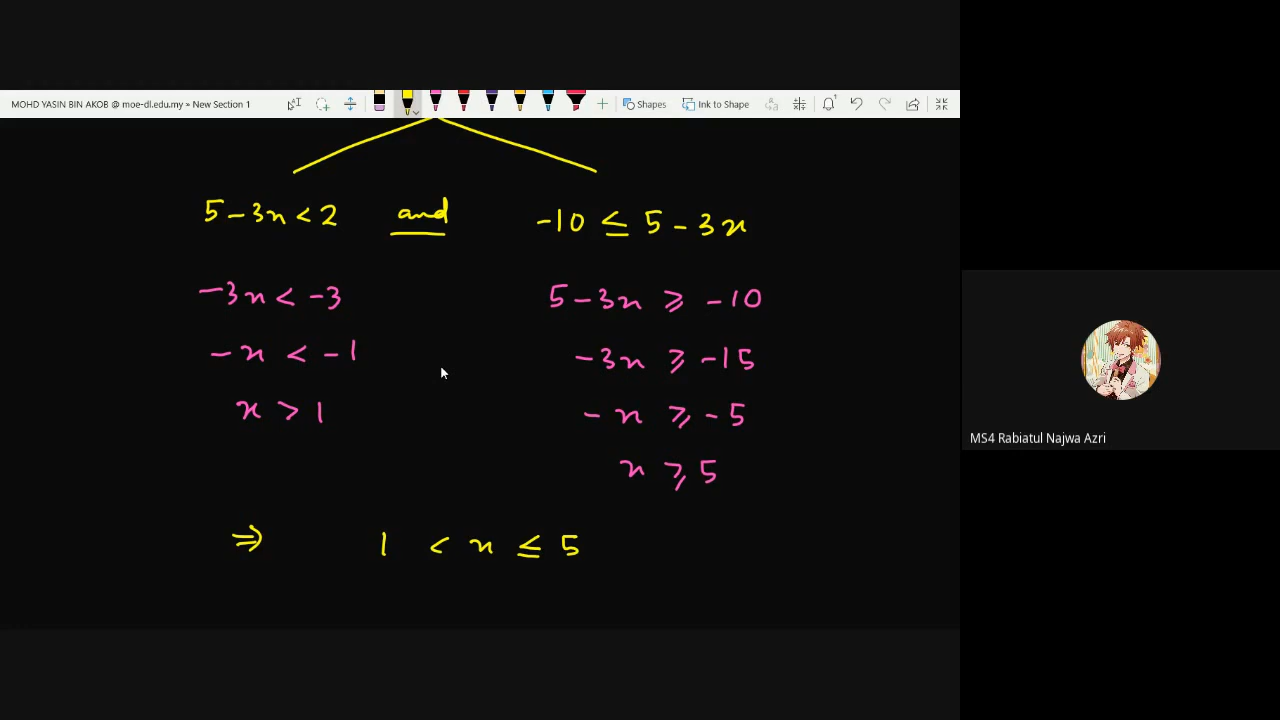 MOHD YASIN BIN AKOB @ moe-dl.edu.my » New Section 1
Shapes
Ink to Shape
5 - 3x < 2 and -10 ≤ 5 - 3x
-3x < -3
5 - 3x ⩾ -10
-x < -1
-3x ⩾ -15
x > 1
-x ⩾ -5
x ⩾ 5
⇒ 1 < x ≤ 5
MS4 Rabiatul Najwa Azri